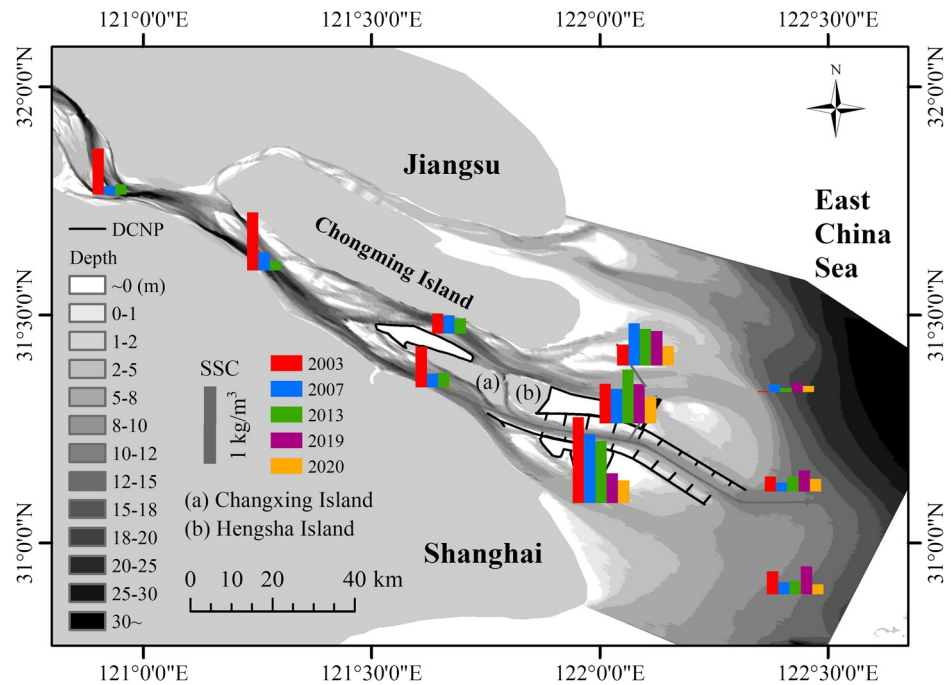 121°0'0"E 121°30'0"E 122°0'0"E 122°30'0"E
32°0'0"N
31°30'0"N
31°0'0"N
N
Jiangsu
Chongming Island
East
China
Sea
DCNP
Depth
~0 (m)
0-1
1-2
2-5
5-8
8-10
10-12
12-15
15-18
18-20
20-25
25-30
30~
SSC
1 kg/m³
2003
2007
2013
2019
2020
(a)
(b)
(a) Changxing Island
(b) Hengsha Island
Shanghai
0 10 20 40 km
32°0'0"N
31°30'0"N
31°0'0"N
121°0'0"E 121°30'0"E 122°0'0"E 122°30'0"E